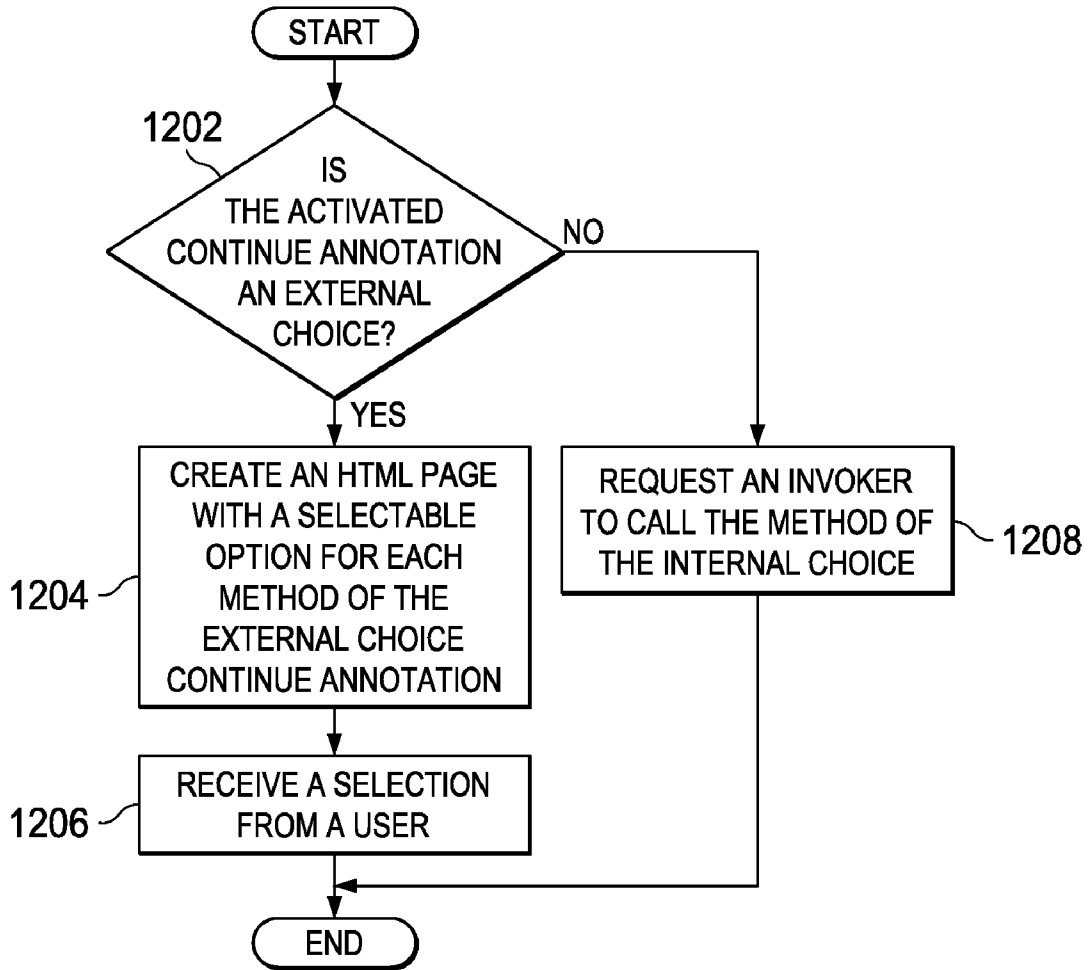 START
1202
IS
THE ACTIVATED
CONTINUE ANNOTATION
AN EXTERNAL
CHOICE?
NO
YES
CREATE AN HTML PAGE
WITH A SELECTABLE
OPTION FOR EACH
METHOD OF THE
EXTERNAL CHOICE
CONTINUE ANNOTATION
1204
REQUEST AN INVOKER
TO CALL THE METHOD OF
THE INTERNAL CHOICE
1208
RECEIVE A SELECTION
FROM A USER
1206
END